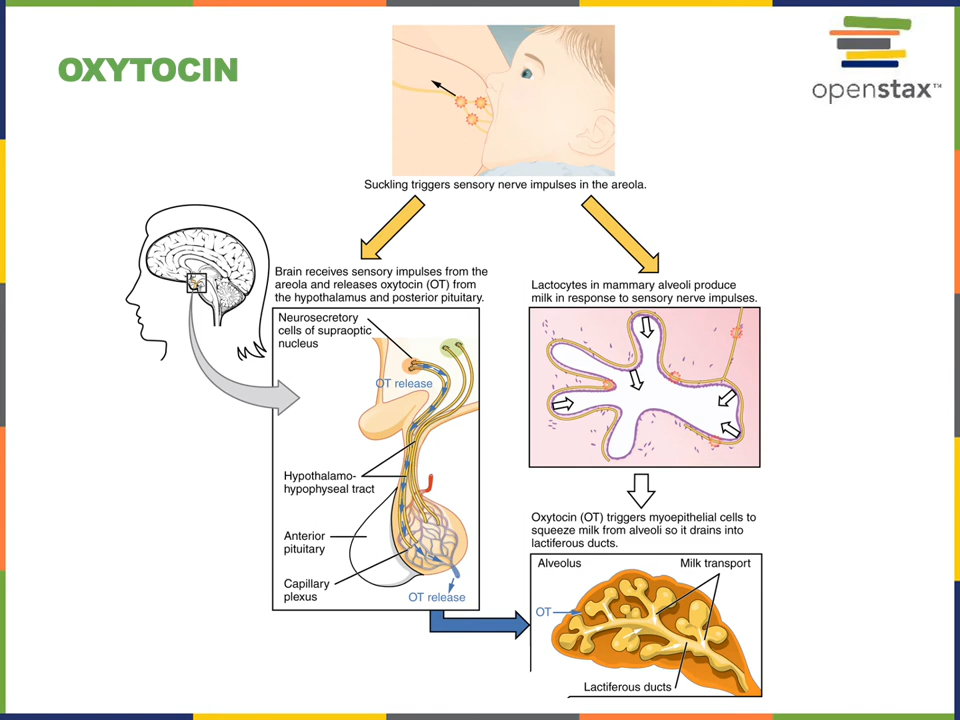 OXYTOCIN
openstax™
Suckling triggers sensory nerve impulses in the areola.
Brain receives sensory impulses from the
areola and releases oxytocin (OT) from
the hypothalamus and posterior pituitary.
Neurosecretory
cells of supraoptic
nucleus
OT release
Hypothalamo-
hypophyseal tract
Anterior
pituitary
Capillary
plexus
OT release
Lactocytes in mammary alveoli produce
milk in response to sensory nerve impulses.
Oxytocin (OT) triggers myoepithelial cells to
squeeze milk from alveoli so it drains into
lactiferous ducts.
Alveolus
Milk transport
OT
Lactiferous ducts